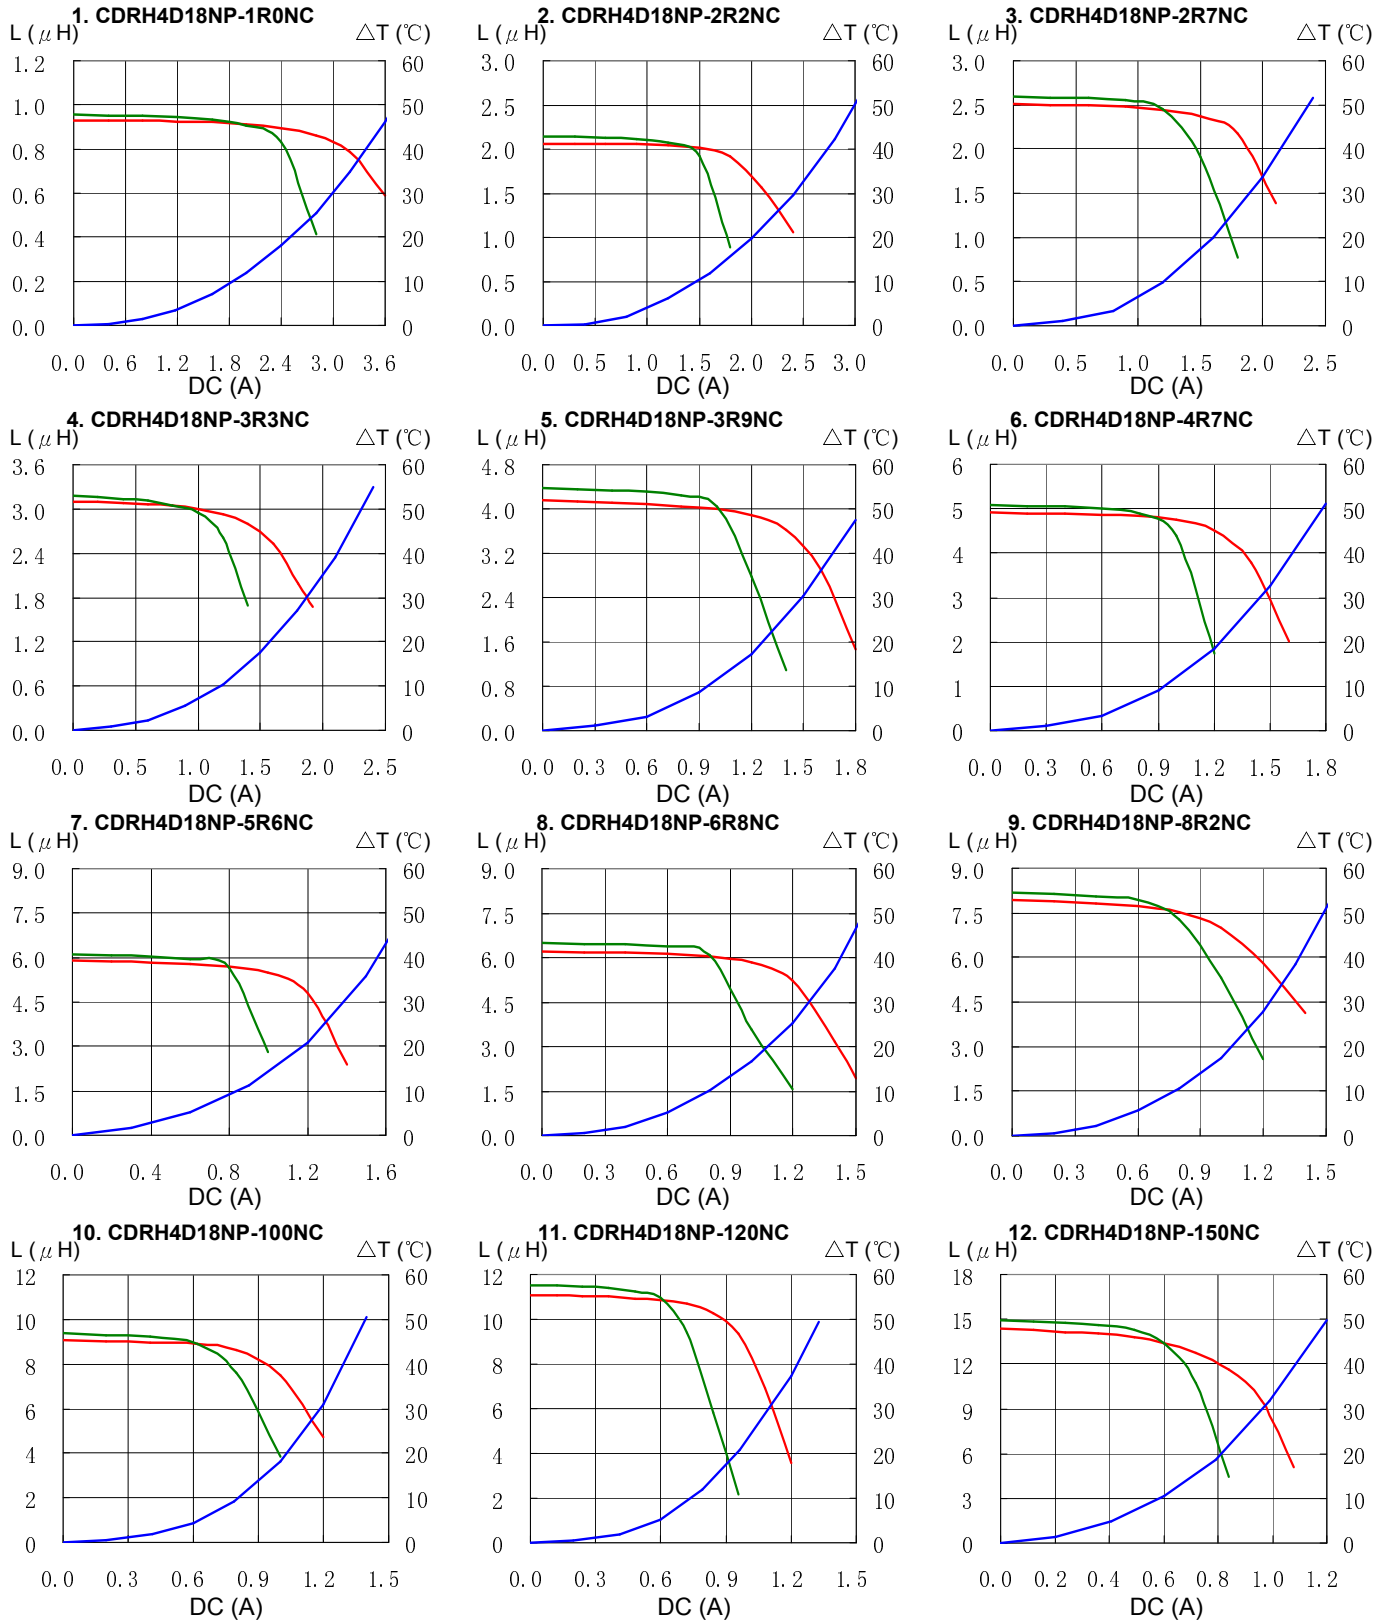 1. CDRH4D18NP-1R0NC
L (μH) △T (℃)
1.2 60
1.0 50
0.8 40
0.6 30
0.4 20
0.2 10
0.0 0
0.0 0.6 1.2 1.8 2.4 3.0 3.6
DC (A)
2. CDRH4D18NP-2R2NC
L (μH) △T (℃)
3.0 60
2.5 50
2.0 40
1.5 30
1.0 20
0.5 10
0.0 0
0.0 0.5 1.0 1.5 2.0 2.5 3.0
DC (A)
3. CDRH4D18NP-2R7NC
L (μH) △T (℃)
3.0 60
2.5 50
2.0 40
1.5 30
1.0 20
0.5 10
0.0 0
0.0 0.5 1.0 1.5 2.0 2.5
DC (A)
4. CDRH4D18NP-3R3NC
L (μH) △T (℃)
3.6 60
3.0 50
2.4 40
1.8 30
1.2 20
0.6 10
0.0 0
0.0 0.5 1.0 1.5 2.0 2.5
DC (A)
5. CDRH4D18NP-3R9NC
L (μH) △T (℃)
4.8 60
4.0 50
3.2 40
2.4 30
1.6 20
0.8 10
0.0 0
0.0 0.3 0.6 0.9 1.2 1.5 1.8
DC (A)
6. CDRH4D18NP-4R7NC
L (μH) △T (℃)
6 60
5 50
4 40
3 30
2 20
1 10
0 0
0.0 0.3 0.6 0.9 1.2 1.5 1.8
DC (A)
7. CDRH4D18NP-5R6NC
L (μH) △T (℃)
9.0 60
7.5 50
6.0 40
4.5 30
3.0 20
1.5 10
0.0 0
0.0 0.4 0.8 1.2 1.6
DC (A)
8. CDRH4D18NP-6R8NC
L (μH) △T (℃)
9.0 60
7.5 50
6.0 40
4.5 30
3.0 20
1.5 10
0.0 0
0.0 0.3 0.6 0.9 1.2 1.5
DC (A)
9. CDRH4D18NP-8R2NC
L (μH) △T (℃)
9.0 60
7.5 50
6.0 40
4.5 30
3.0 20
1.5 10
0.0 0
0.0 0.3 0.6 0.9 1.2 1.5
DC (A)
10. CDRH4D18NP-100NC
L (μH) △T (℃)
12 60
10 50
8 40
6 30
4 20
2 10
0 0
0.0 0.3 0.6 0.9 1.2 1.5
DC (A)
11. CDRH4D18NP-120NC
L (μH) △T (℃)
12 60
10 50
8 40
6 30
4 20
2 10
0 0
0.0 0.3 0.6 0.9 1.2 1.5
DC (A)
12. CDRH4D18NP-150NC
L (μH) △T (℃)
18 60
15 50
12 40
9 30
6 20
3 10
0 0
0.0 0.2 0.4 0.6 0.8 1.0 1.2
DC (A)